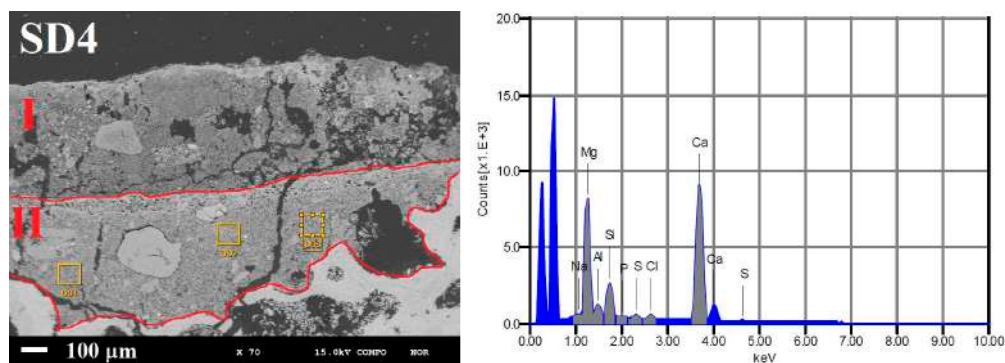 SD4
I
II
100 µm
X 70 15.0kV COMPO NOR
Counts[x1.E+3]
20.0
15.0
10.0
5.0
0.0
Mg
Ca
Si
Al
Na
P
S
Cl
Ca
S
0.00 1.00 2.00 3.00 4.00 5.00 6.00 7.00 8.00 9.00 10.00
keV